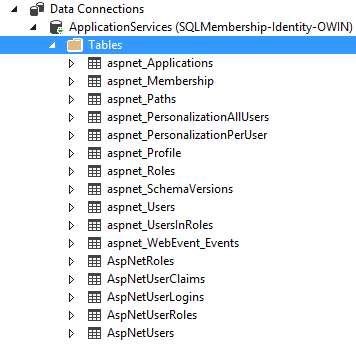 Data Connections
ApplicationServices (SQLMembership-Identity-OWIN)
Tables
aspnet_Applications
aspnet_Membership
aspnet_Paths
aspnet_PersonalizationAllUsers
aspnet_PersonalizationPerUser
aspnet_Profile
aspnet_Roles
aspnet_SchemaVersions
aspnet_Users
aspnet_UsersInRoles
aspnet_WebEvent_Events
AspNetRoles
AspNetUserClaims
AspNetUserLogins
AspNetUserRoles
AspNetUsers